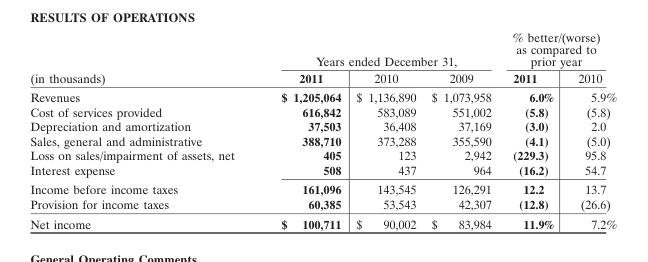 RESULTS OF OPERATIONS
% better/(worse)
as compared to
Years ended December 31, prior year
(in thousands) 2011 2010 2009 2011 2010
Revenues $ 1,205,064 $ 1,136,890 $ 1,073,958 6.0% 5.9%
Cost of services provided 616,842 583,089 551,002 (5.8) (5.8)
Depreciation and amortization 37,503 36,408 37,169 (3.0) 2.0
Sales, general and administrative 388,710 373,288 355,590 (4.1) (5.0)
Loss on sales/impairment of assets, net 405 123 2,942 (229.3) 95.8
Interest expense 508 437 964 (16.2) 54.7
Income before income taxes 161,096 143,545 126,291 12.2 13.7
Provision for income taxes 60,385 53,543 42,307 (12.8) (26.6)
Net income $ 100,711 $ 90,002 $ 83,984 11.9% 7.2%
General Operating Comments